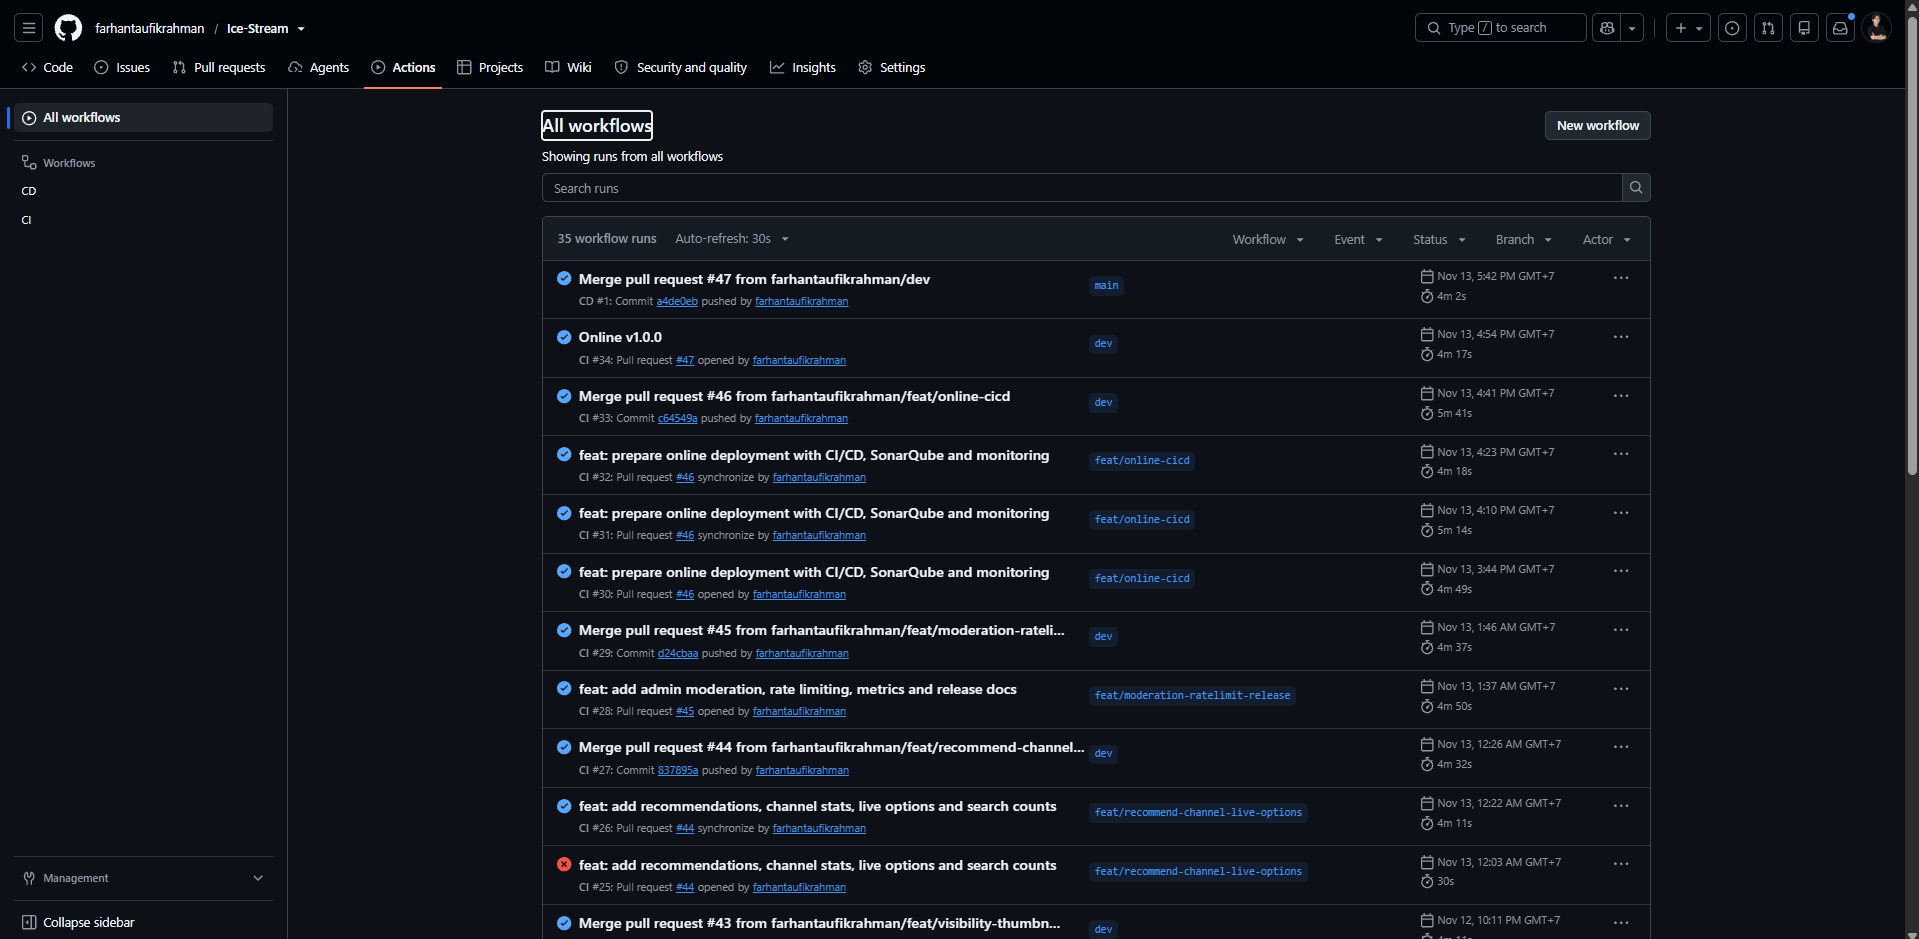 farhantaufikrahman / Ice-Stream
Type / to search
Code
Issues
Pull requests
Agents
Actions
Projects
Wiki
Security and quality
Insights
Settings
All workflows
Workflows
CD
CI
Management
Collapse sidebar
All workflows
New workflow
Showing runs from all workflows
Search runs
35 workflow runs Auto-refresh: 30s Workflow Event Status Branch Actor
Merge pull request #47 from farhantaufikrahman/dev
CD #1: Commit a4de0eb pushed by farhantaufikrahman
main
Nov 13, 5:42 PM GMT+7
4m 2s
Online v1.0.0
CI #34: Pull request #47 opened by farhantaufikrahman
dev
Nov 13, 4:54 PM GMT+7
4m 17s
Merge pull request #46 from farhantaufikrahman/feat/online-cicd
CI #33: Commit c64549a pushed by farhantaufikrahman
dev
Nov 13, 4:41 PM GMT+7
5m 41s
feat: prepare online deployment with CI/CD, SonarQube and monitoring
CI #32: Pull request #46 synchronize by farhantaufikrahman
feat/online-cicd
Nov 13, 4:23 PM GMT+7
4m 18s
feat: prepare online deployment with CI/CD, SonarQube and monitoring
CI #31: Pull request #46 synchronize by farhantaufikrahman
feat/online-cicd
Nov 13, 4:10 PM GMT+7
5m 14s
feat: prepare online deployment with CI/CD, SonarQube and monitoring
CI #30: Pull request #46 opened by farhantaufikrahman
feat/online-cicd
Nov 13, 3:44 PM GMT+7
4m 49s
Merge pull request #45 from farhantaufikrahman/feat/moderation-rateli...
CI #29: Commit d24cbaa pushed by farhantaufikrahman
dev
Nov 13, 1:46 AM GMT+7
4m 37s
feat: add admin moderation, rate limiting, metrics and release docs
CI #28: Pull request #45 opened by farhantaufikrahman
feat/moderation-ratelimit-release
Nov 13, 1:37 AM GMT+7
4m 50s
Merge pull request #44 from farhantaufikrahman/feat/recommend-channel...
CI #27: Commit 837895a pushed by farhantaufikrahman
dev
Nov 13, 12:26 AM GMT+7
4m 32s
feat: add recommendations, channel stats, live options and search counts
CI #26: Pull request #44 synchronize by farhantaufikrahman
feat/recommend-channel-live-options
Nov 13, 12:22 AM GMT+7
4m 11s
feat: add recommendations, channel stats, live options and search counts
CI #25: Pull request #44 opened by farhantaufikrahman
feat/recommend-channel-live-options
Nov 13, 12:03 AM GMT+7
30s
Merge pull request #43 from farhantaufikrahman/feat/visibility-thumbn...
dev
Nov 12, 10:11 PM GMT+7